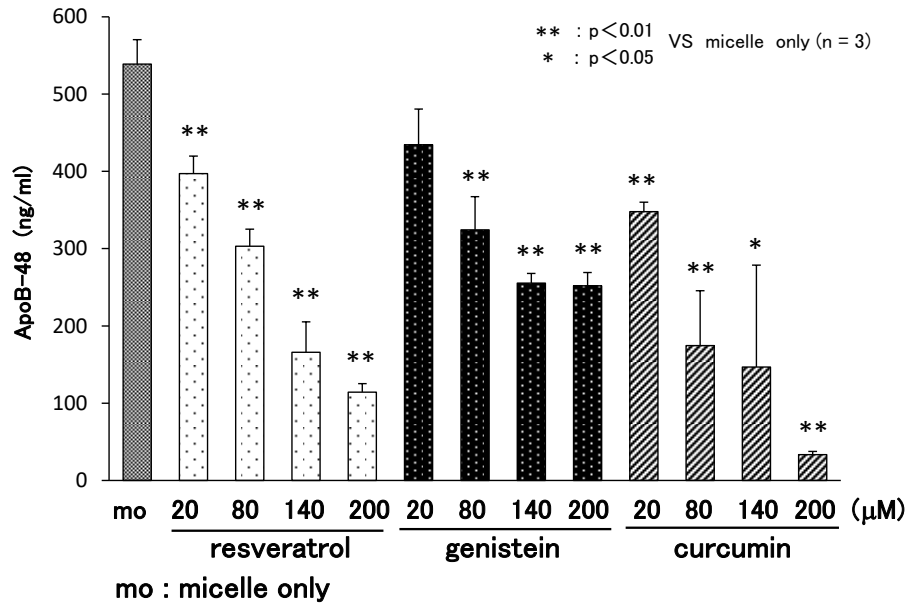 ** : p<0.01
* : p<0.05
VS micelle only (n = 3)
ApoB-48 (ng/ml)
600
500
400
300
200
100
0
**
**
**
**
**
**
**
**
**
*
**
mo 20 80 140 200 20 80 140 200 20 80 140 200 (μM)
resveratrol genistein curcumin
mo : micelle only